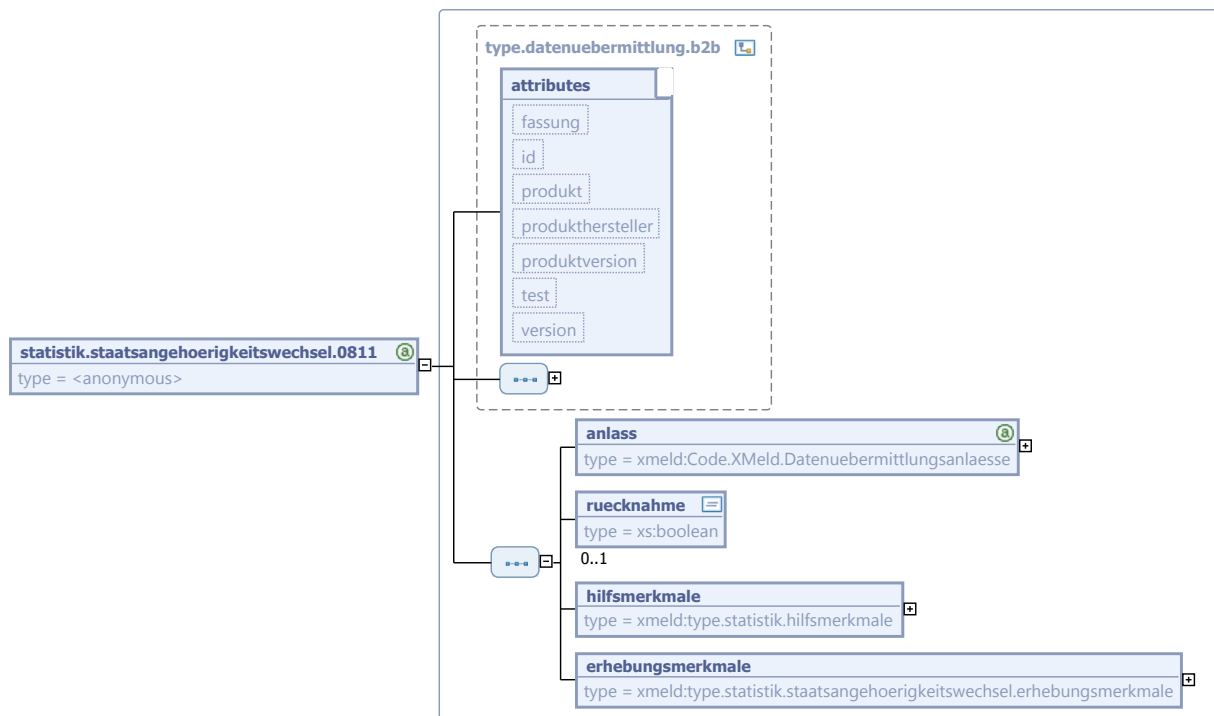 type.datenuebermittlung.b2b
attributes
fassung
id
produkt
produkthersteller
produktversion
test
version
statistik.staatsangehoerigkeitswechsel.0811 a
type = <anonymous>
anlass a
type = xmeld:Code.XMeld.Datenuebermittlungsanlaesse
ruecknahme
type = xs:boolean
0..1
hilfsmerkmale
type = xmeld:type.statistik.hilfsmerkmale
erhebungsmerkmale
type = xmeld:type.statistik.staatsangehoerigkeitswechsel.erhebungsmerkmale